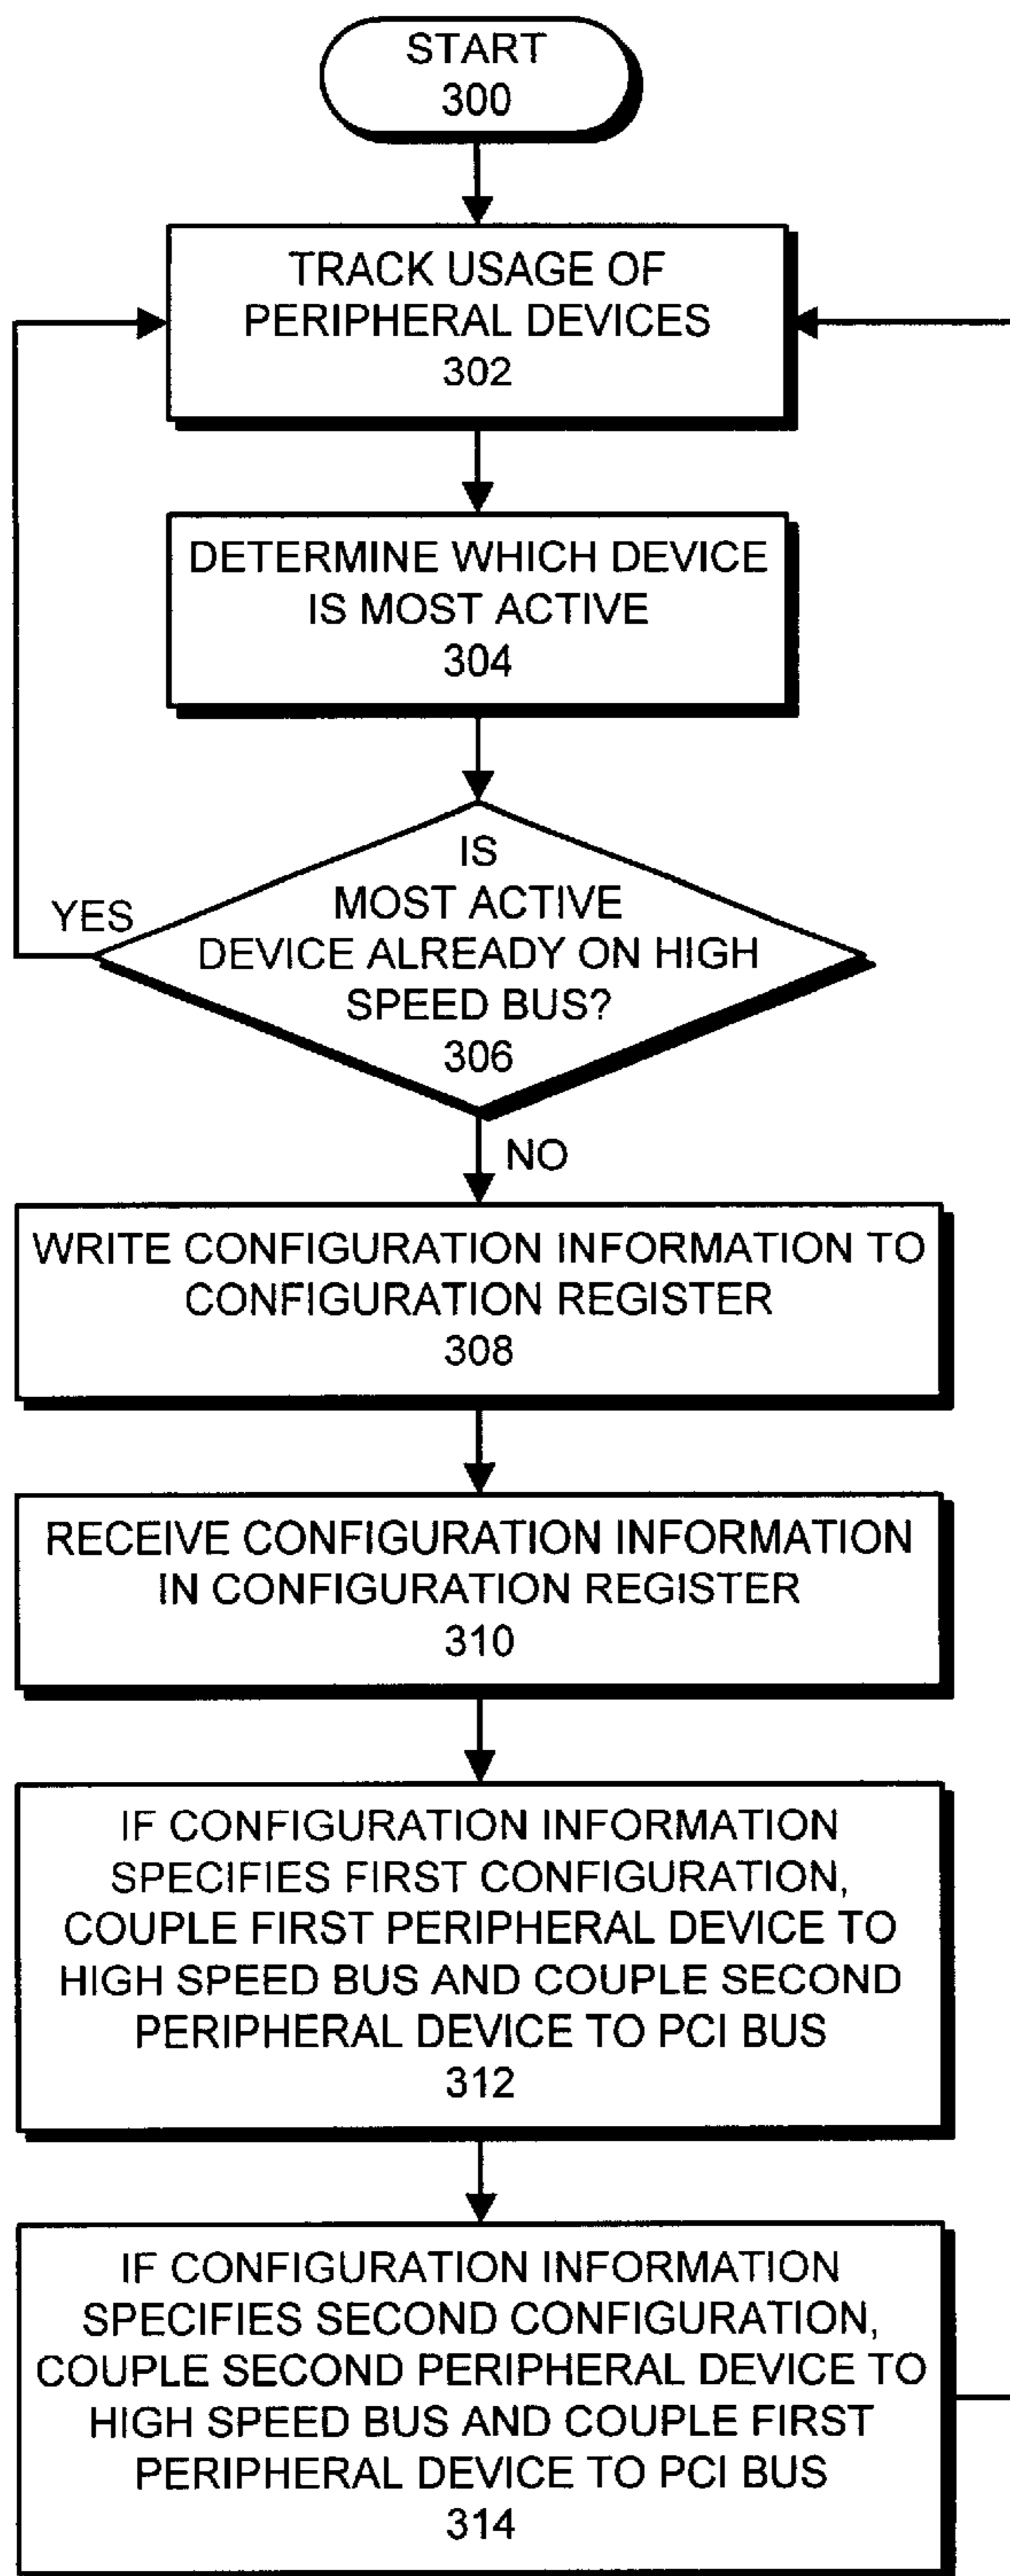 START
300
TRACK USAGE OF
PERIPHERAL DEVICES
302
DETERMINE WHICH DEVICE
IS MOST ACTIVE
304
IS
MOST ACTIVE
DEVICE ALREADY ON HIGH
SPEED BUS?
306
YES
NO
WRITE CONFIGURATION INFORMATION TO
CONFIGURATION REGISTER
308
RECEIVE CONFIGURATION INFORMATION
IN CONFIGURATION REGISTER
310
IF CONFIGURATION INFORMATION
SPECIFIES FIRST CONFIGURATION,
COUPLE FIRST PERIPHERAL DEVICE TO
HIGH SPEED BUS AND COUPLE SECOND
PERIPHERAL DEVICE TO PCI BUS
312
IF CONFIGURATION INFORMATION
SPECIFIES SECOND CONFIGURATION,
COUPLE SECOND PERIPHERAL DEVICE TO
HIGH SPEED BUS AND COUPLE FIRST
PERIPHERAL DEVICE TO PCI BUS
314